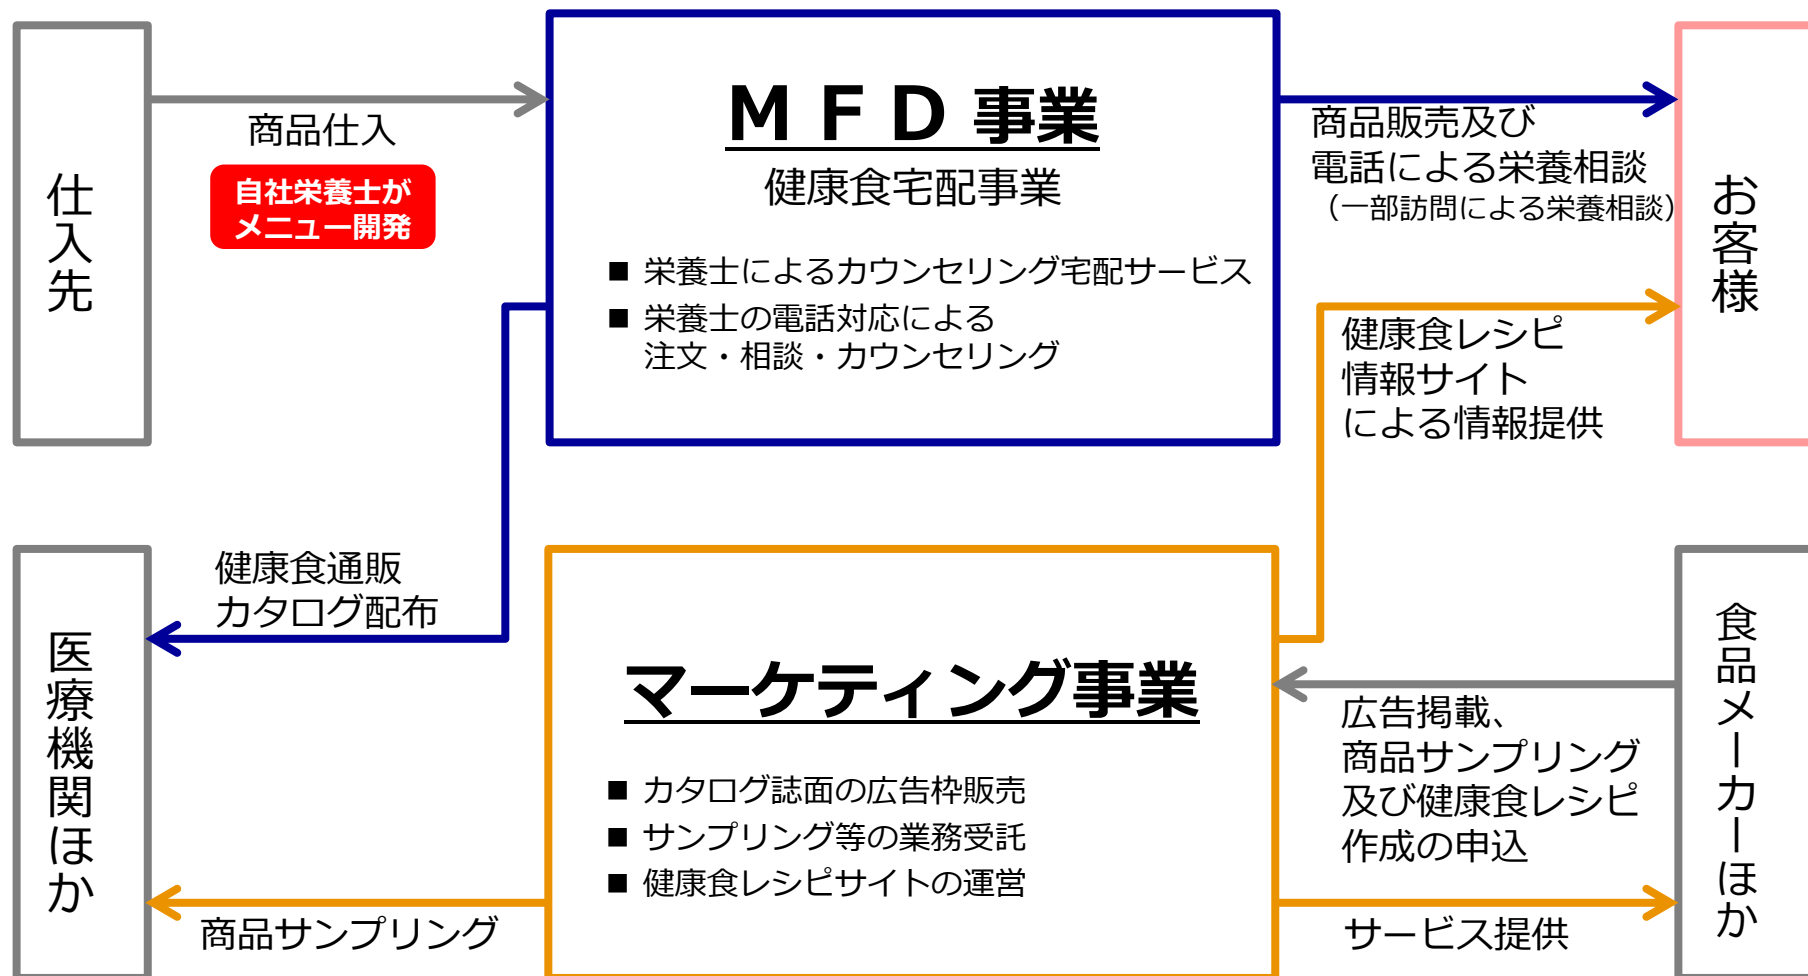 仕入先
商品仕入
自社栄養士が
メニュー開発
ＭＦＤ事業
健康食宅配事業
■ 栄養士によるカウンセリング宅配サービス
■ 栄養士の電話対応による
注文・相談・カウンセリング
商品販売及び
電話による栄養相談
（一部訪問による栄養相談）
お客様
健康食レシピ
情報サイト
による情報提供
医療機関ほか
健康食通販
カタログ配布
商品サンプリング
マーケティング事業
■ カタログ誌面の広告枠販売
■ サンプリング等の業務受託
■ 健康食レシピサイトの運営
広告掲載、
商品サンプリング
及び健康食レシピ
作成の申込
サービス提供
食品メーカーほか